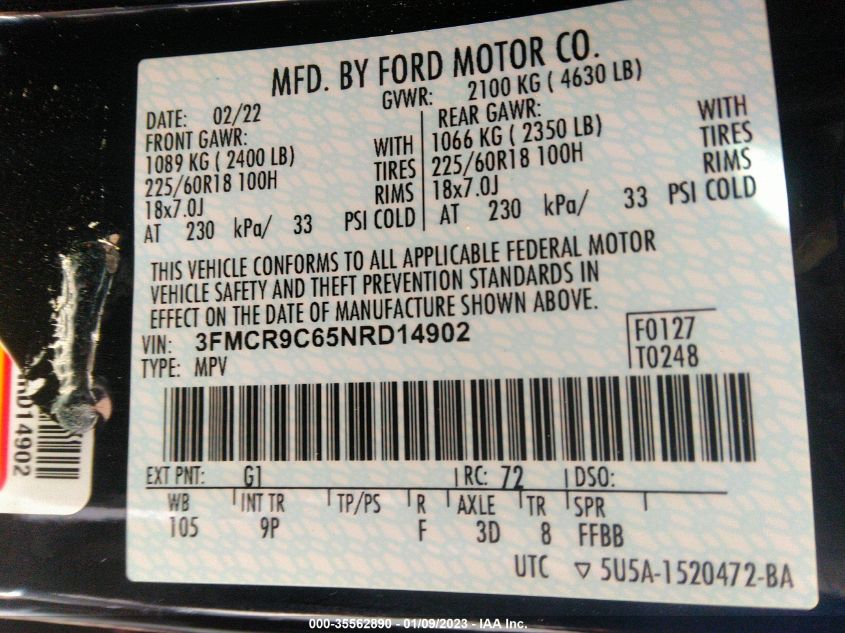 MFD. BY FORD MOTOR CO.
DATE: 02/22 GVWR: 2100 KG ( 4630 LB)
FRONT GAWR: REAR GAWR:
1089 KG ( 2400 LB) WITH 1066 KG ( 2350 LB) WITH
225/60R18 100H TIRES 225/60R18 100H TIRES
18x7.0J RIMS 18x7.0J RIMS
AT 230 kPa/ 33 PSI COLD AT 230 kPa/ 33 PSI COLD
THIS VEHICLE CONFORMS TO ALL APPLICABLE FEDERAL MOTOR
VEHICLE SAFETY AND THEFT PREVENTION STANDARDS IN
EFFECT ON THE DATE OF MANUFACTURE SHOWN ABOVE.
VIN: 3FMCR9C65NRD14902 F0127
TYPE: MPV T0248
EXT PNT: G1 RC: 72 DSO:
WB INT TR TP/PS R AXLE TR SPR
105 9P F 3D 8 FFBB
UTC ▽ 5U5A-1520472-BA
D14902
000-35562890 - 01/09/2023 - IAA Inc.